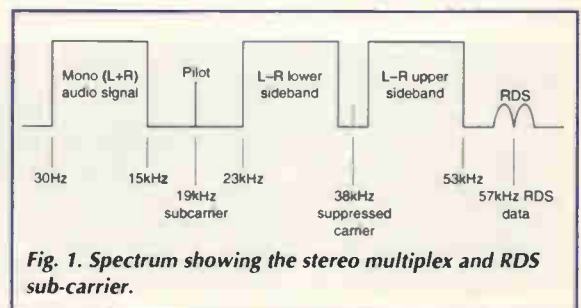 Mono (L+R)
audio signal
Pilot
L–R lower
sideband
L–R upper
sideband
RDS
30Hz
15kHz
19kHz
subcarrier
23kHz
38kHz
suppressed
carrier
53kHz
57kHz RDS
data
Fig. 1. Spectrum showing the stereo multiplex and RDS
sub-carrier.